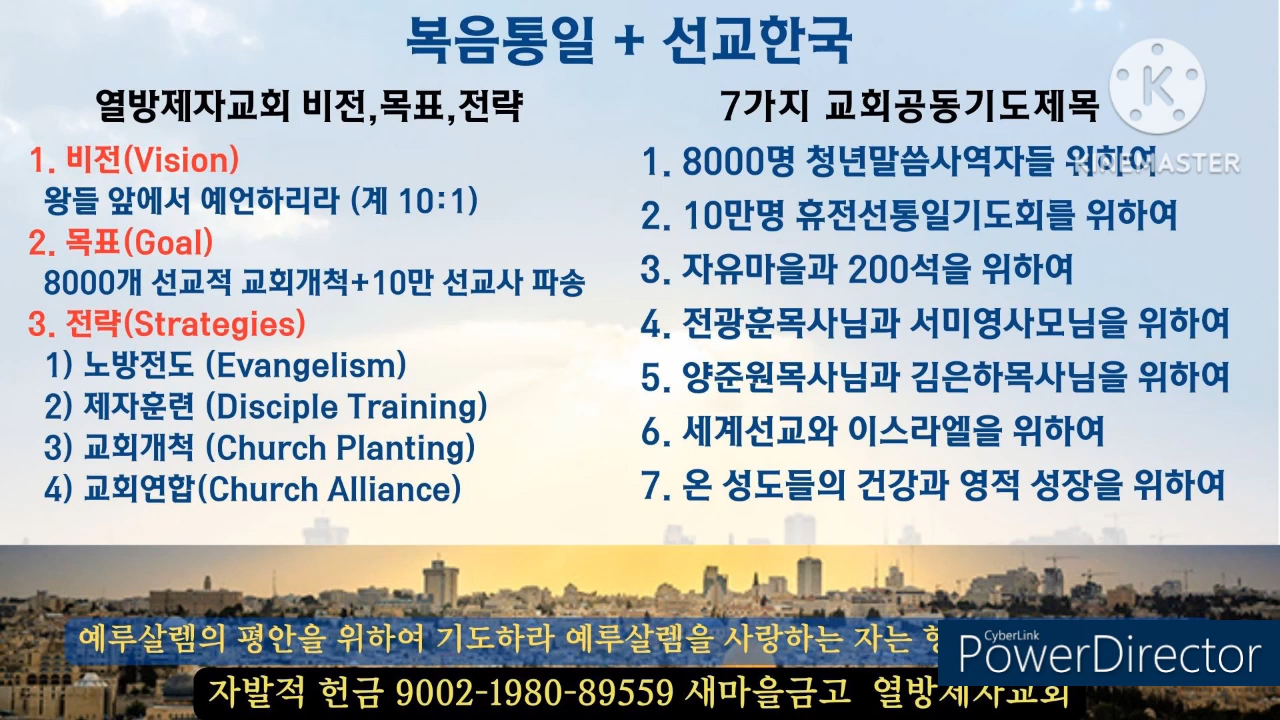 복음통일 + 선교한국
열방제자교회 비전,목표,전략
1. 비전(Vision)
왕들 앞에서 예언하리라 (계 10:1)
2. 목표(Goal)
8000개 선교적 교회개척+10만 선교사 파송
3. 전략(Strategies)
1) 노방전도 (Evangelism)
2) 제자훈련 (Disciple Training)
3) 교회개척 (Church Planting)
4) 교회연합(Church Alliance)
7가지 교회공동기도제목
1. 8000명 청년말씀사역자들 위하여
2. 10만명 휴전선통일기도회를 위하여
3. 자유마을과 200석을 위하여
4. 전광훈목사님과 서미영사모님을 위하여
5. 양준원목사님과 김은하목사님을 위하여
6. 세계선교와 이스라엘을 위하여
7. 온 성도들의 건강과 영적 성장을 위하여
K
KINEMASTER
예루살렘의 평안을 위하여 기도하라 예루살렘을 사랑하는 자는
CyberLink
PowerDirector
자발적 헌금 9002-1980-89559 새마을금고 열방제자교회